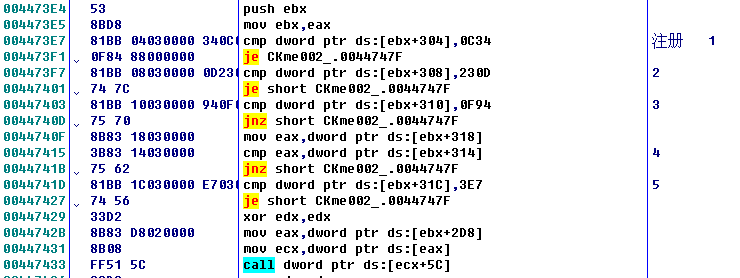 004473E4 53 push ebx
004473E5 8BD8 mov ebx,eax
004473E7 81BB 04030000 340C cmp dword ptr ds:[ebx+304],0C34 注册 1
004473F1 0F84 88000000 je CKme002_.0044747F
004473F7 81BB 08030000 0D23 cmp dword ptr ds:[ebx+308],230D 2
00447401 74 7C je short CKme002_.0044747F
00447403 81BB 10030000 940F cmp dword ptr ds:[ebx+310],0F94 3
0044740D 75 70 jnz short CKme002_.0044747F
0044740F 8B83 18030000 mov eax,dword ptr ds:[ebx+318]
00447415 3B83 14030000 cmp eax,dword ptr ds:[ebx+314] 4
0044741B 75 62 jnz short CKme002_.0044747F
0044741D 81BB 1C030000 E703 cmp dword ptr ds:[ebx+31C],3E7 5
00447427 74 56 je short CKme002_.0044747F
00447429 33D2 xor edx,edx
0044742B 8B83 D8020000 mov eax,dword ptr ds:[ebx+2D8]
00447431 8B08 mov ecx,dword ptr ds:[eax]
00447433 FF51 5C call dword ptr ds:[ecx+5C]